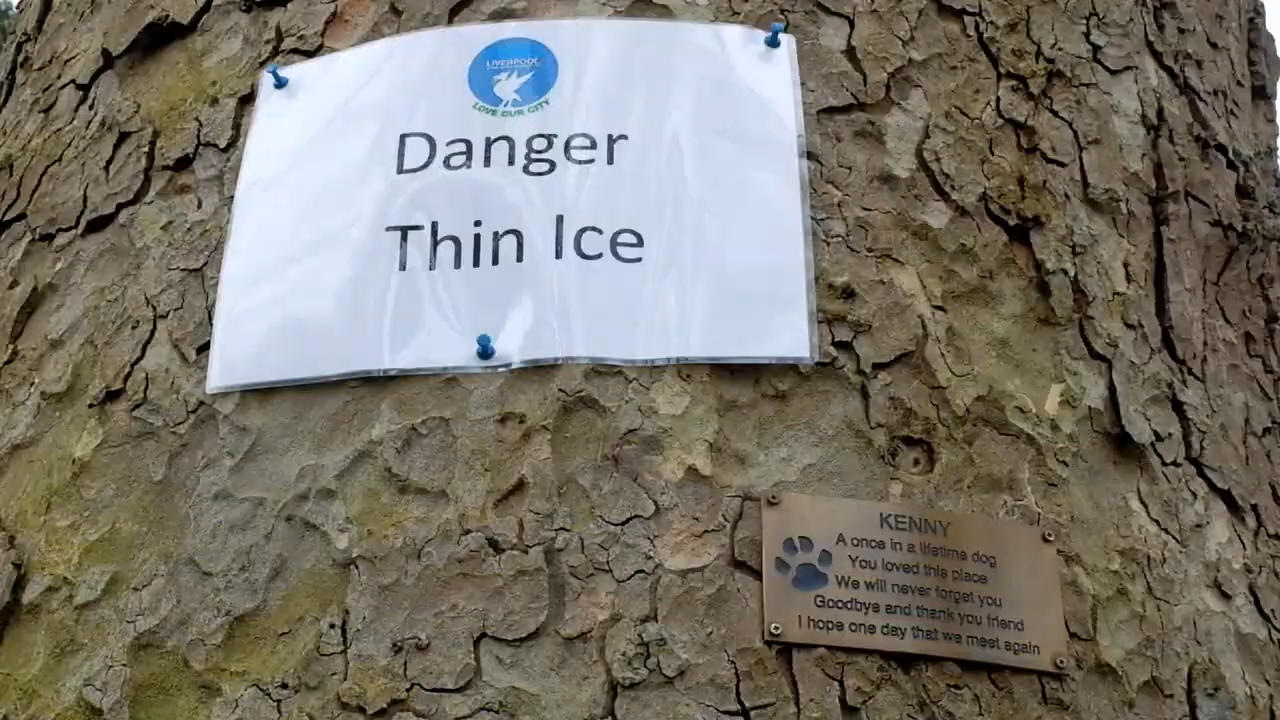 LIVERPOOL
LOVE OUR CITY
Danger
Thin Ice
KENNY
A once in a lifetime dog
You loved this place
We will never forget you
Goodbye and thank you friend
I hope one day that we meet again